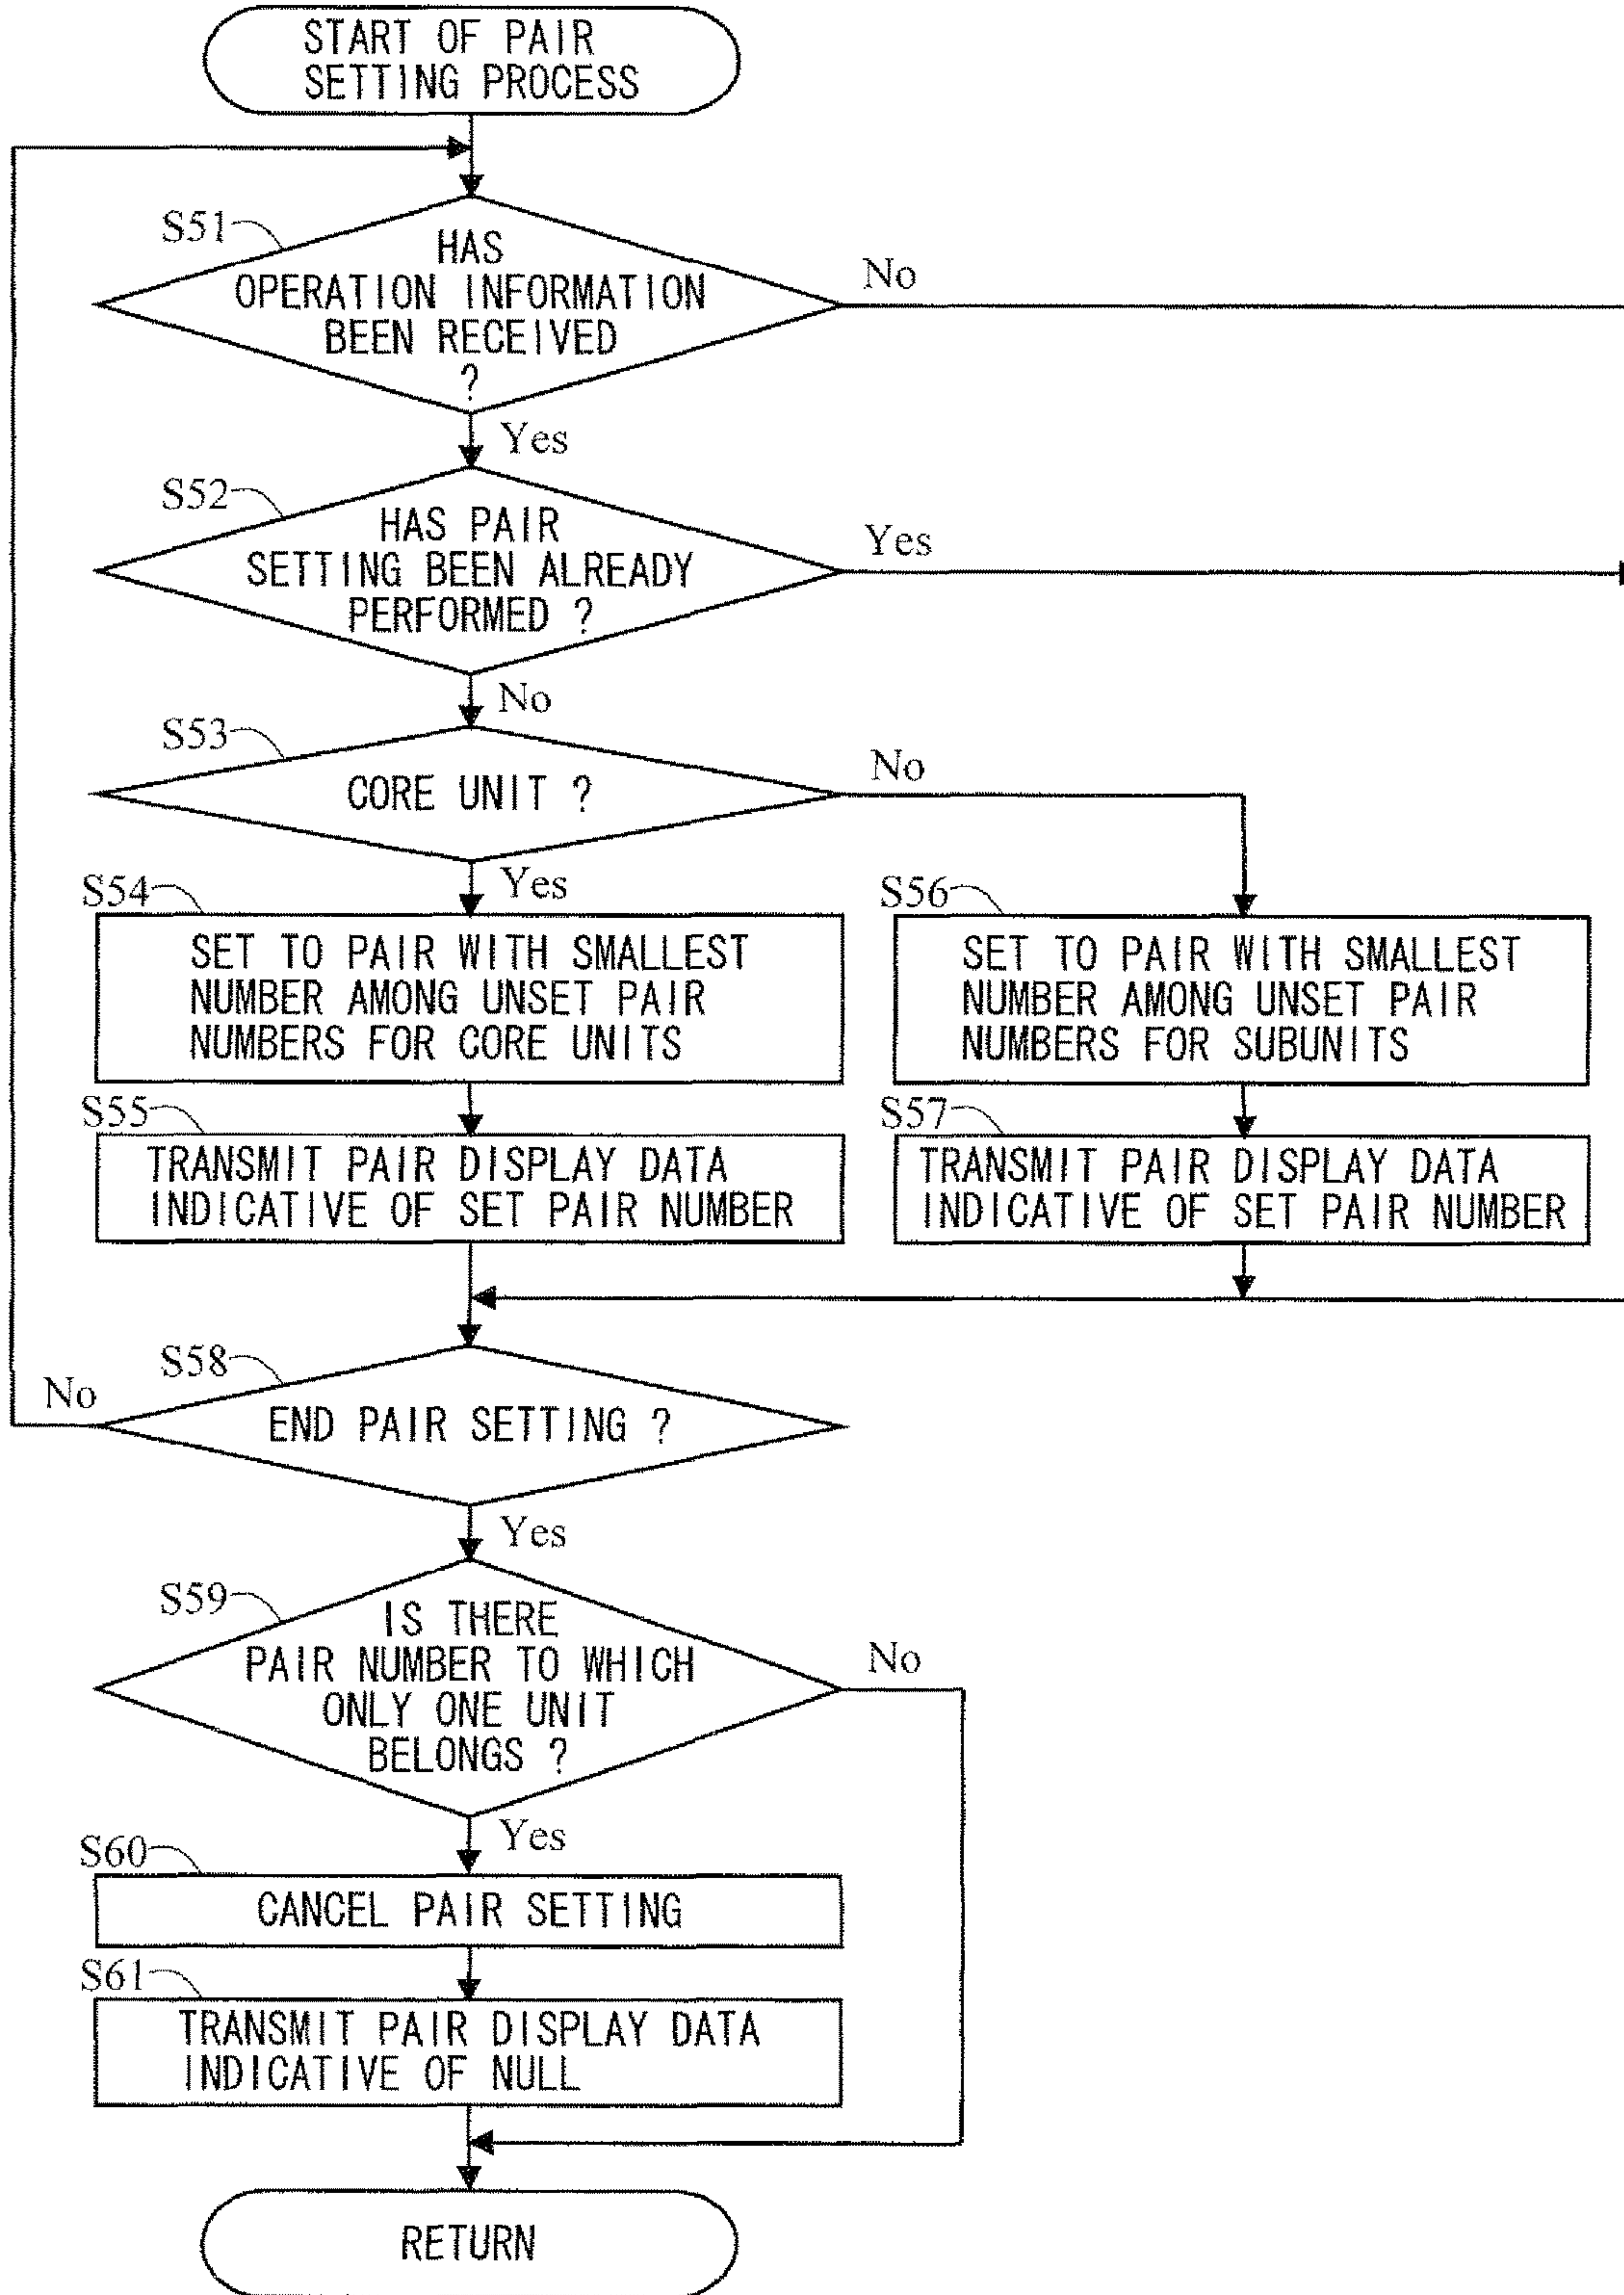 START OF PAIR
SETTING PROCESS
S51
HAS
OPERATION INFORMATION
BEEN RECEIVED
?
No
Yes
S52
HAS PAIR
SETTING BEEN ALREADY
PERFORMED ?
Yes
No
S53
CORE UNIT ?
No
Yes
S54
SET TO PAIR WITH SMALLEST
NUMBER AMONG UNSET PAIR
NUMBERS FOR CORE UNITS
S56
SET TO PAIR WITH SMALLEST
NUMBER AMONG UNSET PAIR
NUMBERS FOR SUBUNITS
S55
TRANSMIT PAIR DISPLAY DATA
INDICATIVE OF SET PAIR NUMBER
S57
TRANSMIT PAIR DISPLAY DATA
INDICATIVE OF SET PAIR NUMBER
S58
No
END PAIR SETTING ?
Yes
S59
IS THERE
PAIR NUMBER TO WHICH
ONLY ONE UNIT
BELONGS ?
No
Yes
S60
CANCEL PAIR SETTING
S61
TRANSMIT PAIR DISPLAY DATA
INDICATIVE OF NULL
RETURN